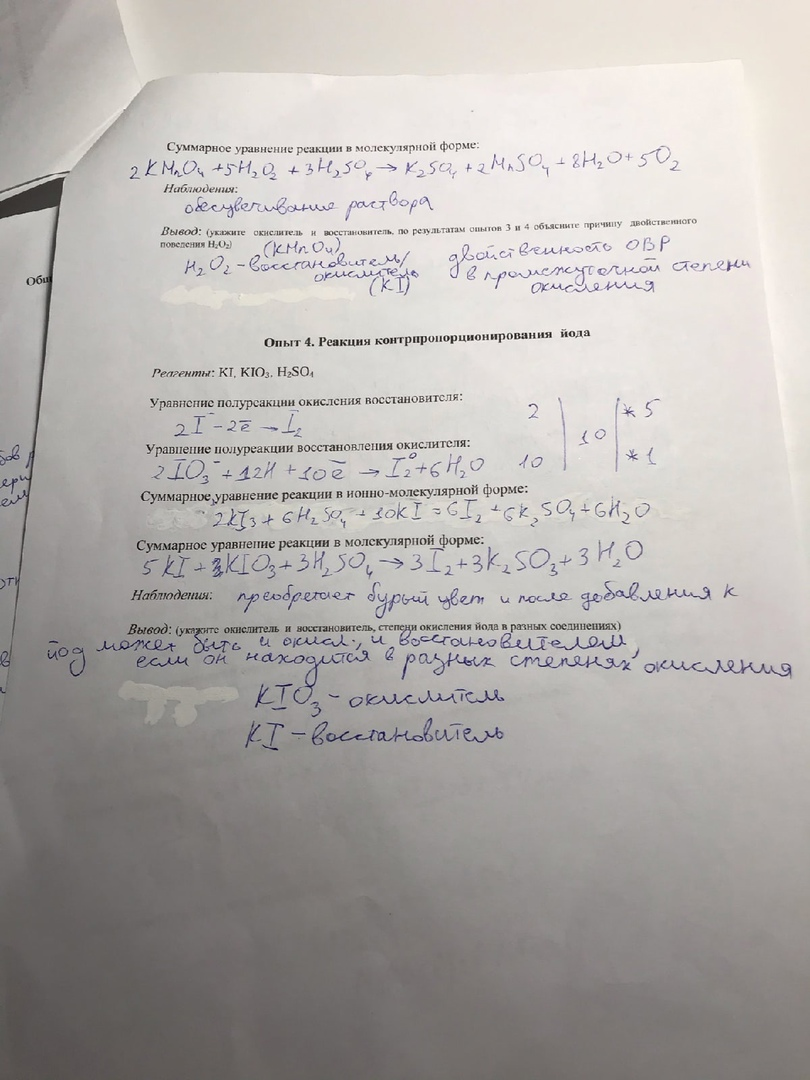 Суммарное уравнение реакции в молекулярной форме:
2KMnO4 +5H2O2 + 3H2SO4 → K2SO4 + 2MnSO4 + 8H2O + 5O2
Наблюдения:
обесцвечивание раствора
Вывод: (укажите окислитель и восстановитель, по результатам опытов 3 и 4 объясните причину двойственного
поведения H2O2)
(KMnO4)
H2O2 - восстановитель/
окислитель
(KI)
двойственность ОВР
в промежуточной степени
окисления
Общ
Опыт 4. Реакция контрпропорционирования йода
Реагенты: KI, KIO3, H2SO4
Уравнение полуреакции окисления восстановителя:
2I⁻ - 2ē → I2
2 | | * 5
Уравнение полуреакции восстановления окислителя:
10
2IO3⁻ + 12H + 10ē → I2⁰ + 6H2O
10 | | * 1
Суммарное уравнение реакции в ионно-молекулярной форме:
2KI3 + 6H2SO4 + 10KI = 6I2 + 6K2SO4 + 6H2O
Суммарное уравнение реакции в молекулярной форме:
5KI + KIO3 + 3H2SO4 → 3I2 + 3K2SO3 + 3H2O
Наблюдения: преобретает бурый цвет и после добавления к
Вывод: (укажите окислитель и восстановитель, степени окисления йода в разных соединениях)
йод может быть и окисл., и восстановителем,
если он находится в разных степенях окисления
KIO3 - окислитель
KI - восстановитель